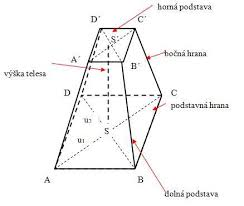 horná podstava
D´
C´
S´
A´
B´
bočná hrana
výška telesa
D
C
podstavná hrana
u₂
S
u₁
A
B
dolná podstava